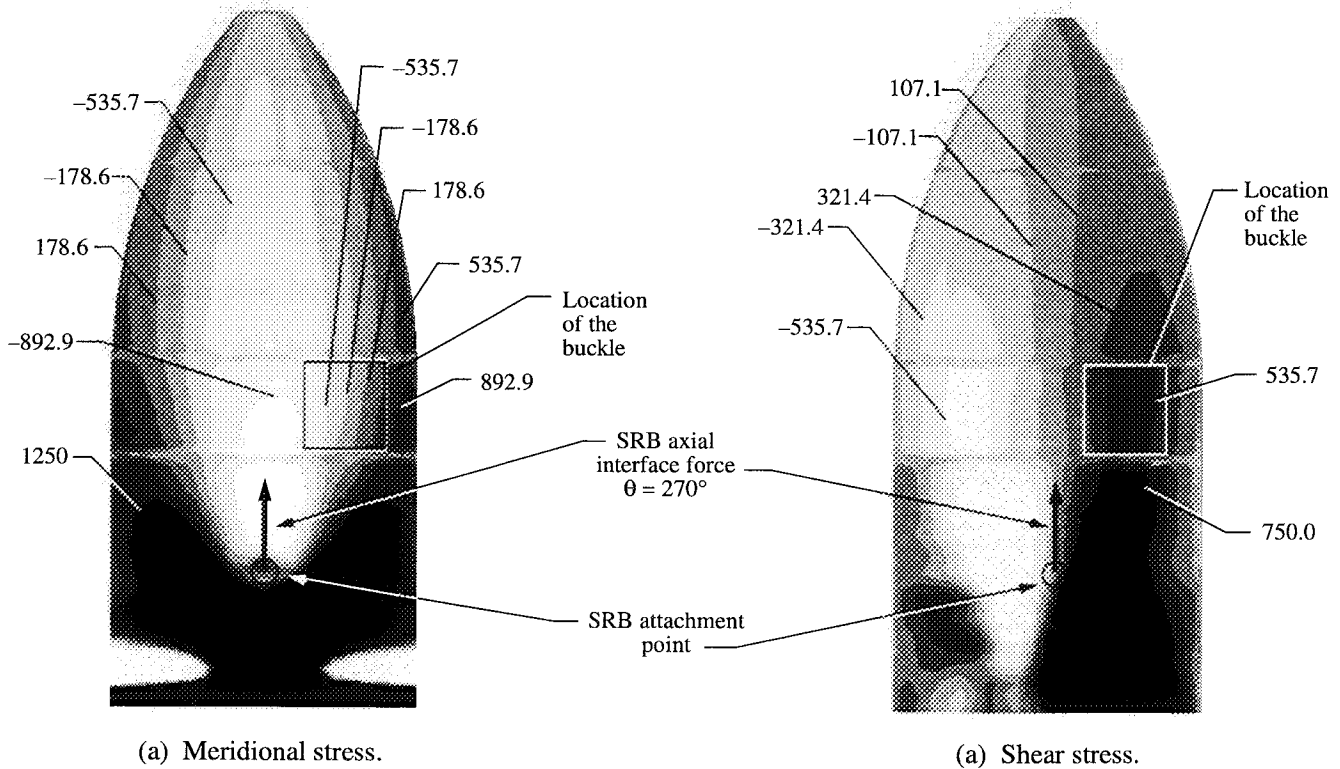 –535.7
–535.7
–178.6
–178.6
178.6
178.6
535.7
Location
of the
buckle
–892.9
892.9
1250
SRB axial
interface force
θ = 270°
SRB attachment
point
(a) Meridional stress.
107.1
–107.1
321.4
–321.4
Location
of the
buckle
–535.7
535.7
750.0
(a) Shear stress.